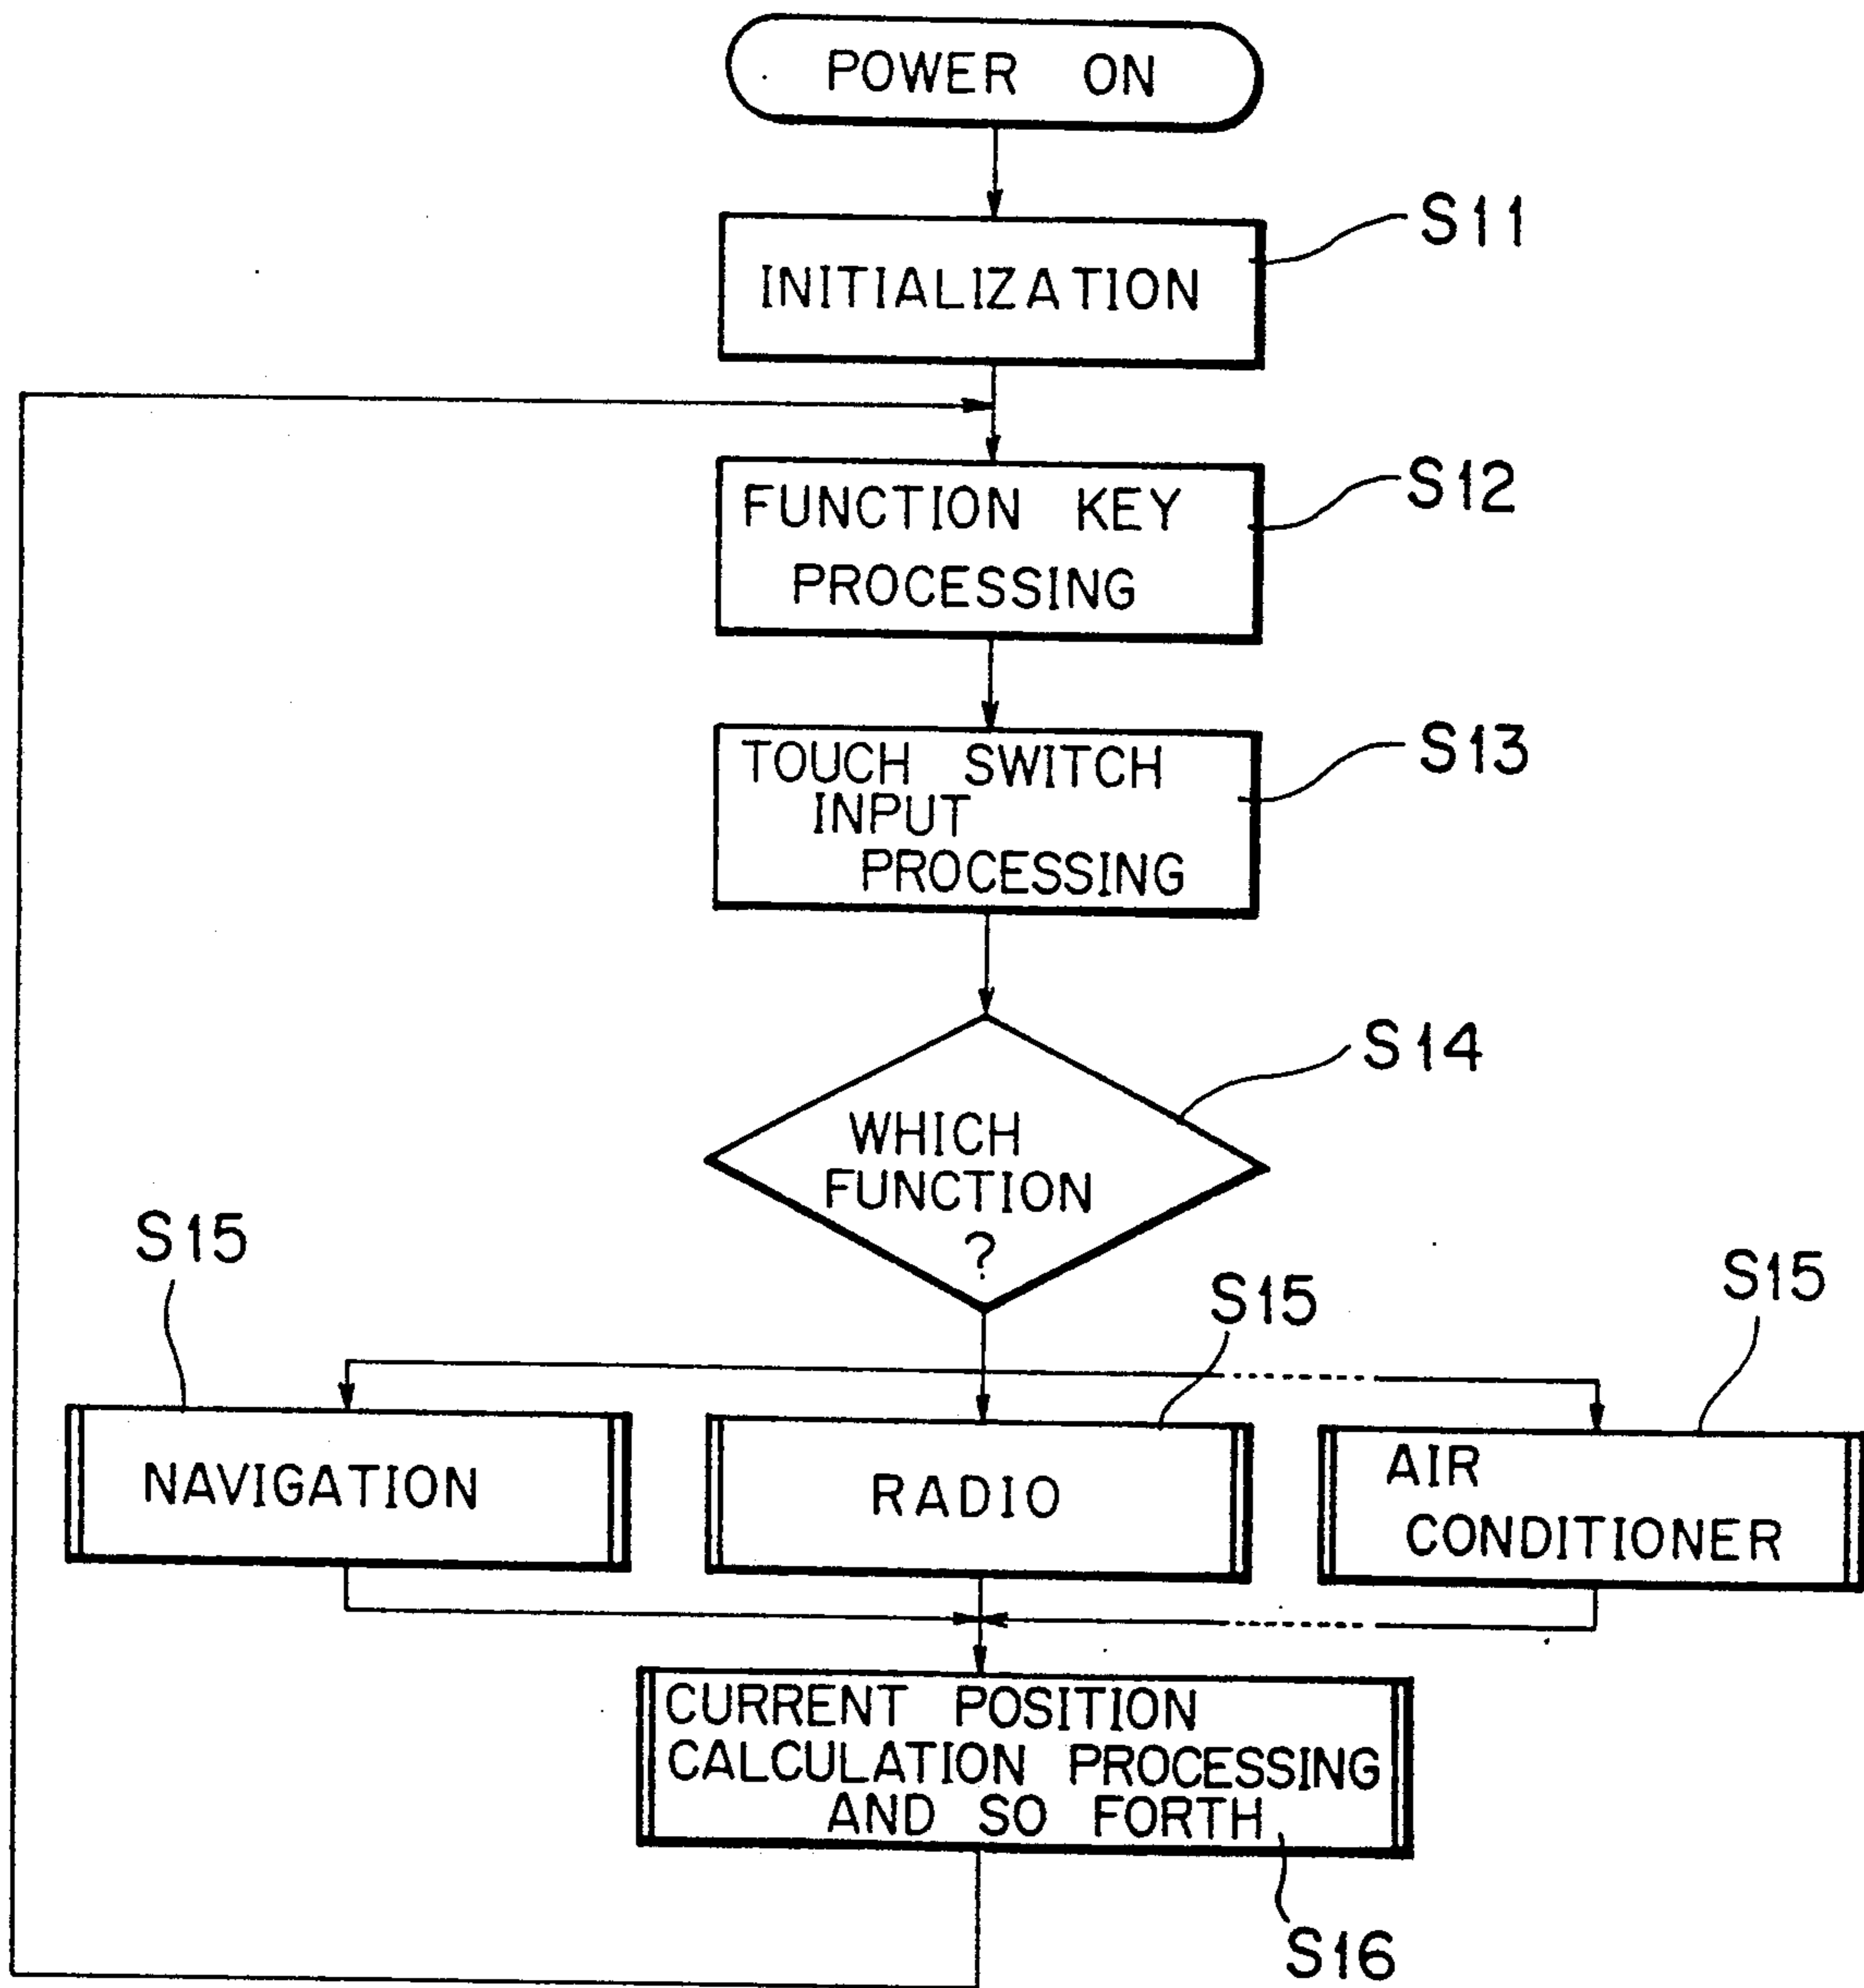 POWER ON
S11
INITIALIZATION
S12
FUNCTION KEY
PROCESSING
S13
TOUCH SWITCH
INPUT
PROCESSING
S14
WHICH
FUNCTION
?
S15
S15
S15
NAVIGATION
RADIO
AIR
CONDITIONER
CURRENT POSITION
CALCULATION PROCESSING
AND SO FORTH
S16